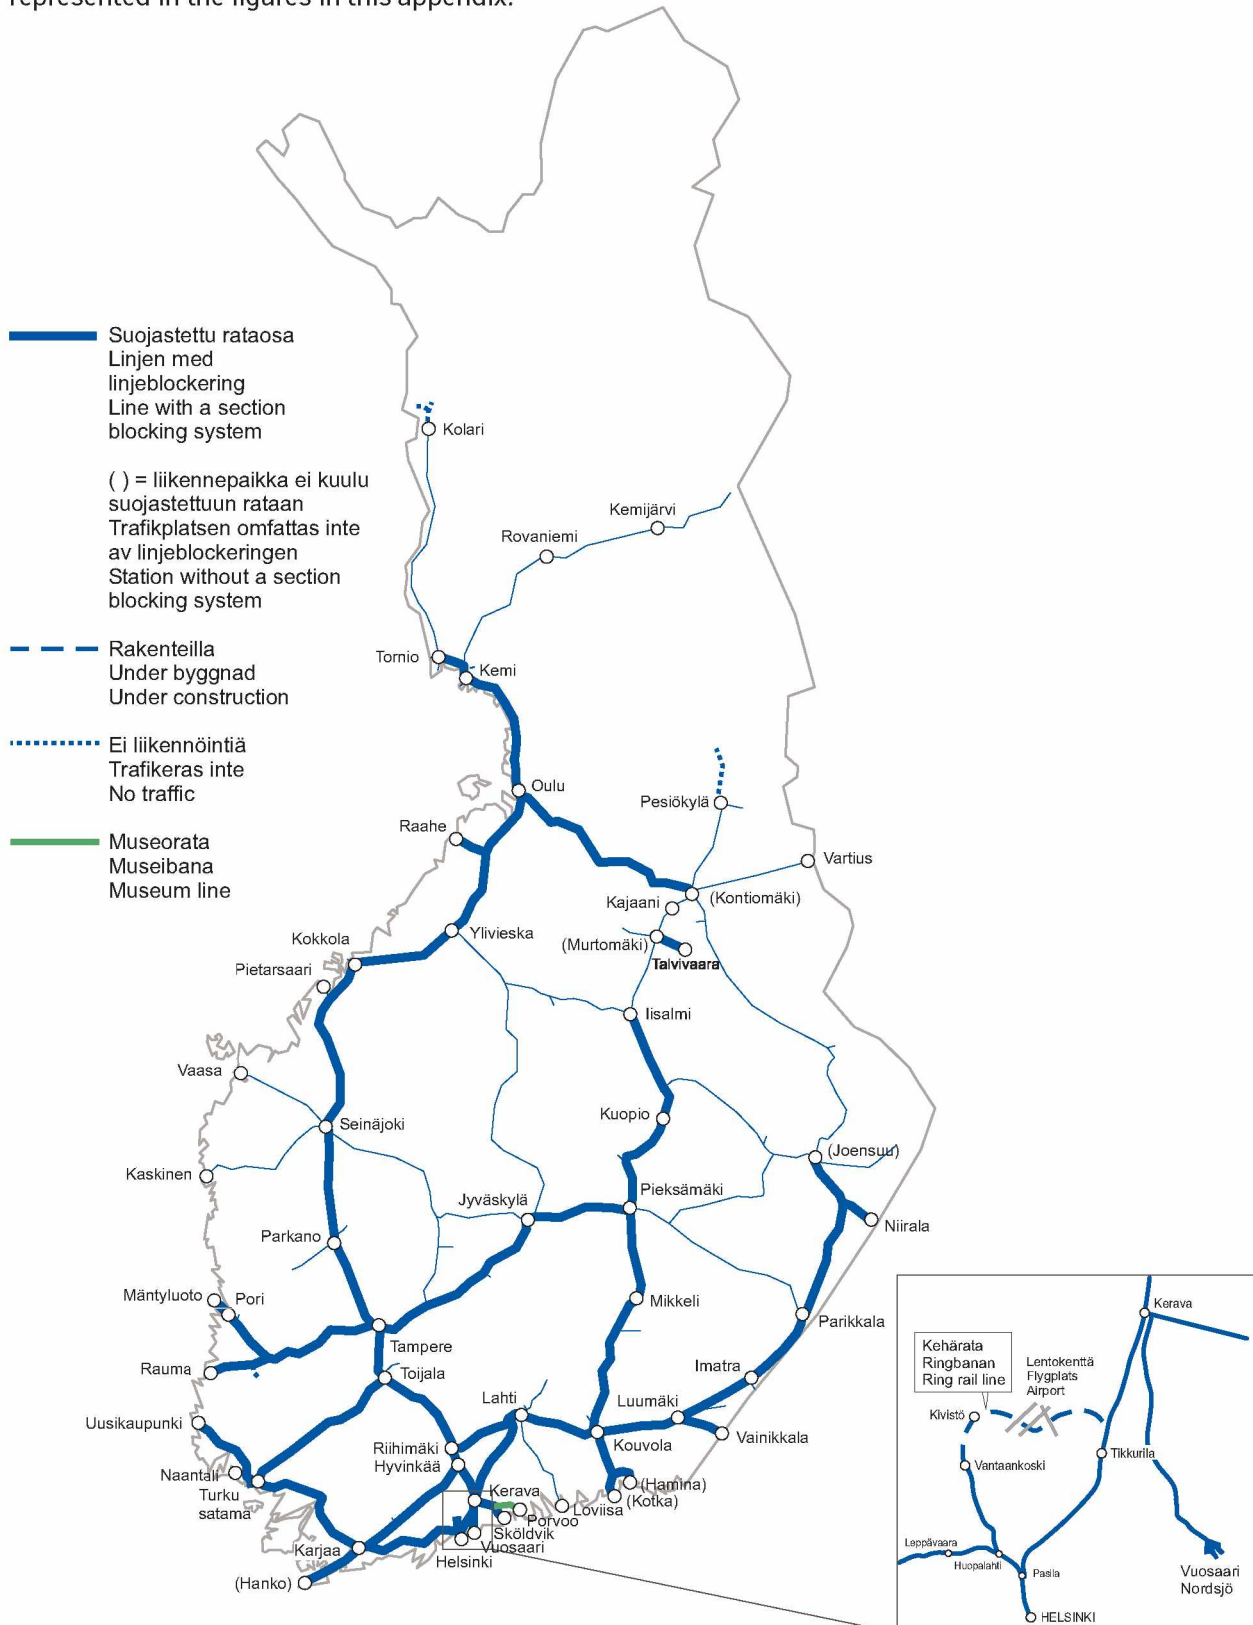 represented in the figures in this appendix.
Suojastettu rataosa
Linjen med
linjeblockering
Line with a section
blocking system
( ) = liikennepaikka ei kuulu
suojastettuun rataan
Trafikplatsen omfattas inte
av linjeblockeringen
Station without a section
blocking system
Rakenteilla
Under byggnad
Under construction
Ei liikennöintiä
Trafikeras inte
No traffic
Museorata
Museibana
Museum line
Kolari
Kemijärvi
Rovaniemi
Tornio
Kemi
Oulu
Pesiökylä
Raahe
Vartius
Kajaani
(Kontiomäki)
Ylivieska
(Murtomäki)
Talvivaara
Kokkola
Pietarsaari
Iisalmi
Vaasa
Kuopio
Seinäjoki
(Joensuu)
Kaskinen
Jyväskylä
Pieksämäki
Niirala
Parkano
Mäntyluoto
Pori
Mikkeli
Parikkala
Tampere
Rauma
Toijala
Imatra
Lahti
Luumäki
Uusikaupunki
Riihimäki
Hyvinkää
Kouvola
Vainikkala
Naantali
Turku
satama
Kerava
(Hamina)
(Kotka)
Loviisa
Porvoo
Sköldvik
Vuosaari
Karjaa
Helsinki
(Hanko)
Kerava
Kehärata
Ringbanan
Ring rail line
Lentokenttä
Flygplats
Airport
Kivistö
Tikkurila
Vantaankoski
Leppävaara
Huopalahti
Pasila
Vuosaari
Nordsjö
HELSINKI